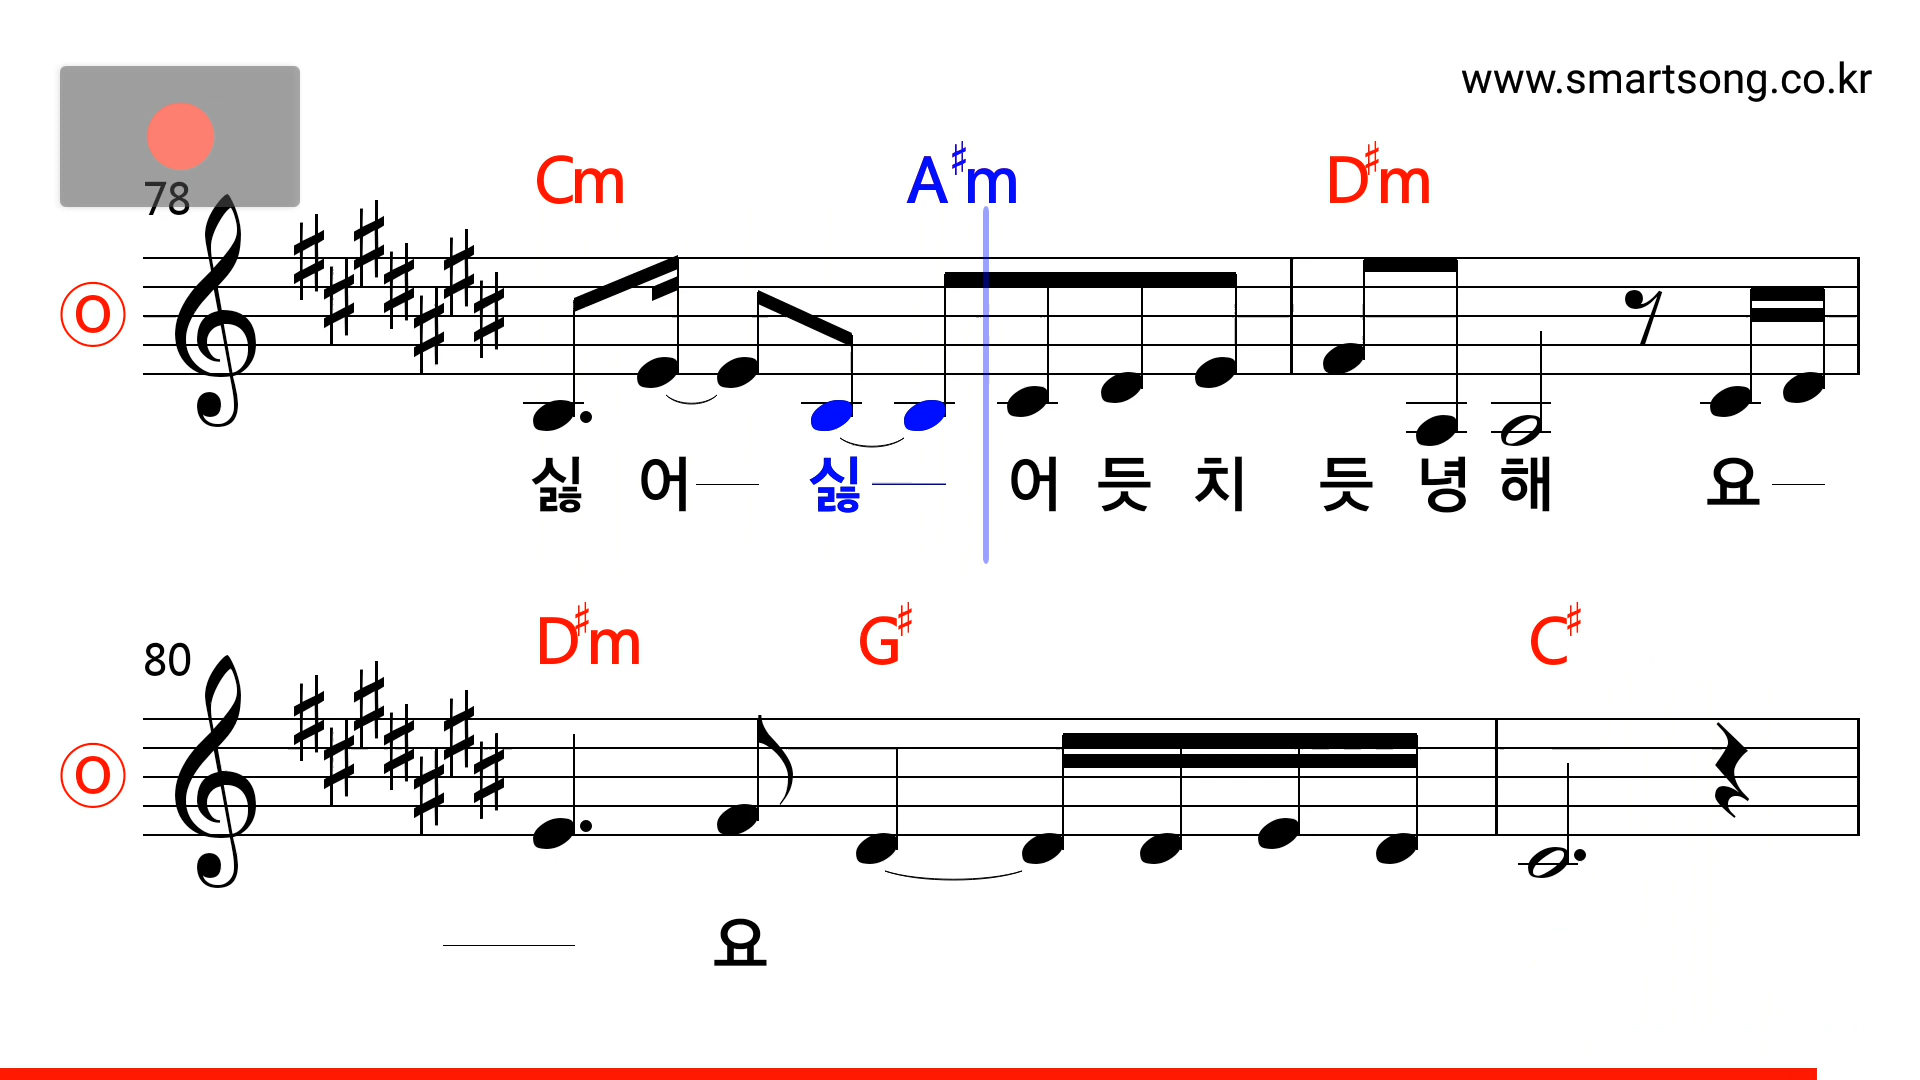 www.smartsong.co.kr
78
Cm A♯m D♯m
O
싫 어 싫 어 듯 치 듯 녕 해 요
80
D♯m G♯ C♯
O
요